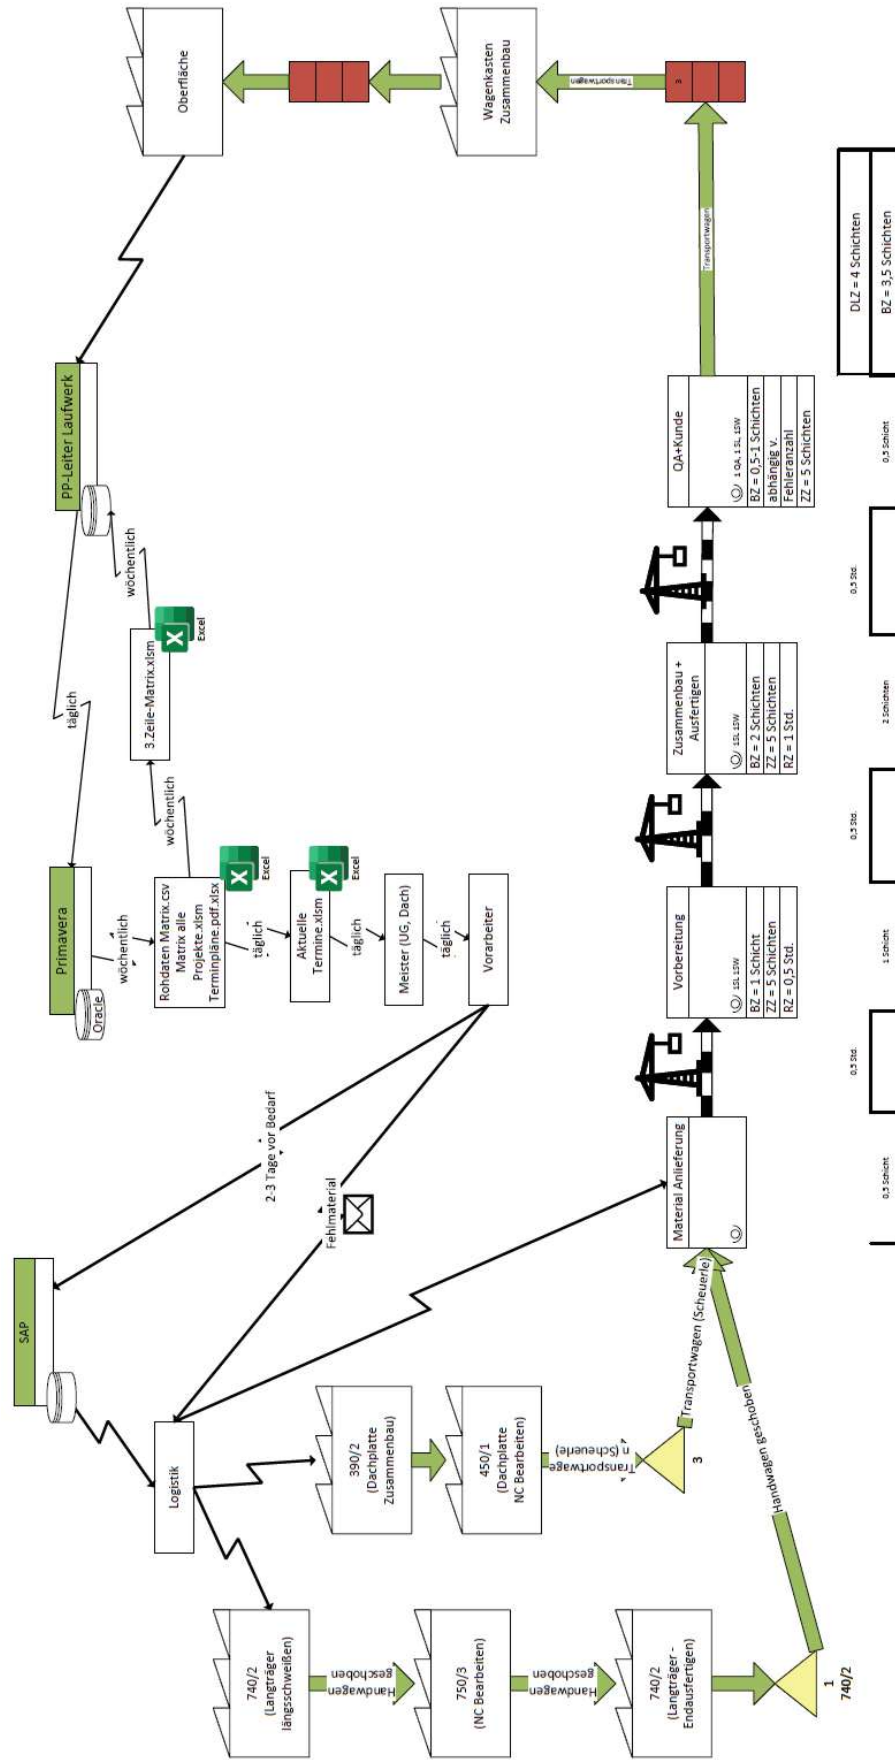 SAP
Primavera
Oracle
PP-Leiter Laufwerk
Oberfläche
täglich
wöchentlich
wöchentlich
wöchentlich
Rohdaten Matrix.csv
Matrix alle
Projekte.xlsm
Terminpläne.pdf.xlsx
Excel
3.Zeile-Matrix.xlsm
Excel
täglich
Aktuelle
Termine.xlsm
Excel
täglich
Meister (UG, Dach)
täglich
Vorarbeiter
2-3 Tage vor Bedarf
Fehlmaterial
Logistik
740/2
(Langträger
längsschweißen)
Handwagen
geschoben
750/3
(NC Bearbeiten)
Handwagen
geschoben
740/2
(Langträger -
Endausfertigen)
1
740/2
Handwagen geschoben
390/2
(Dachplatte
Zusammenbau)
450/1
(Dachplatte
NC Bearbeiten)
Transportwage
n (Scheuerle)
3
Transportwagen (Scheuerle)
Material Anlieferung
Vorbereitung
1SL 1SW
BZ = 1 Schicht
ZZ = 5 Schichten
RZ = 0,5 Std.
Zusammenbau +
Ausfertigen
1SL 1SW
BZ = 2 Schichten
ZZ = 5 Schichten
RZ = 1 Std.
QA+Kunde
1 QA, 1 SL, 1SW
BZ = 0,5-1 Schichten
abhängig v.
Fehleranzahl
ZZ = 5 Schichten
Transportwagen
3
Transportwage
n
Wagenkasten
Zusammenbau
0,5 Schicht
0,5 Std.
1 Schicht
0,5 Std.
2 Schichten
0,5 Std.
0,5 Schicht
DLZ = 4 Schichten
BZ = 3,5 Schichten